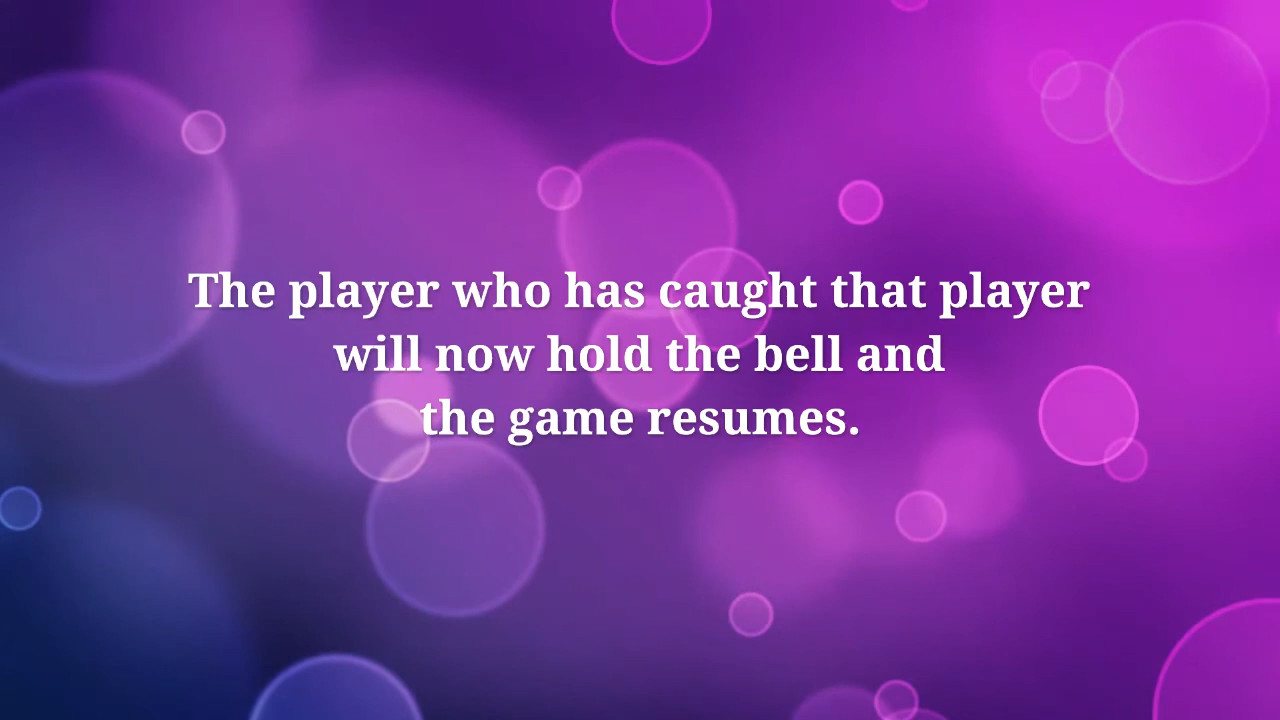 The player who has caught that player
will now hold the bell and
the game resumes.